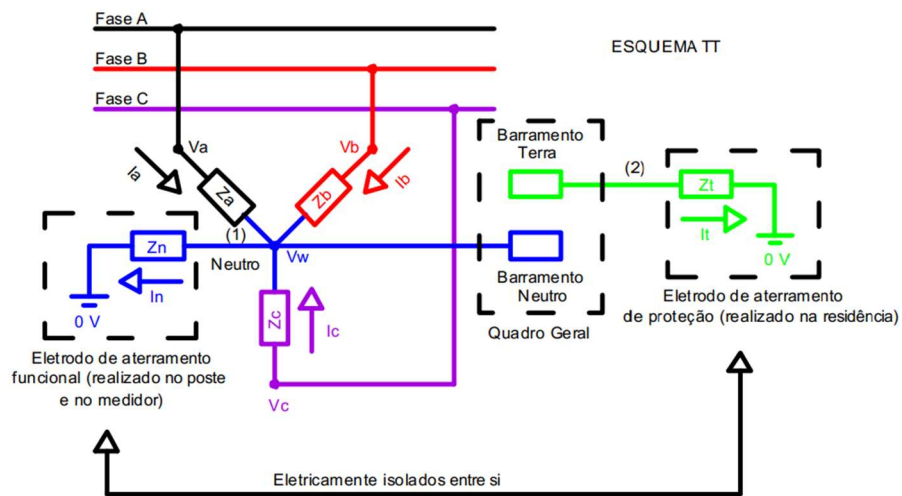 Fase A
ESQUEMA TT
Fase B
Fase C
Va
Vb
Ia
Za
Zb
Ib
Barramento
Terra
(2)
Zt
It
0 V
(1)
Zn
Neutro
Vw
In
0 V
Barramento
Neutro
Quadro Geral
Zc
Ic
Vc
Eletrodo de aterramento
funcional (realizado no poste
e no medidor)
Eletrodo de aterramento
de proteção (realizado na residência)
Eletricamente isolados entre si